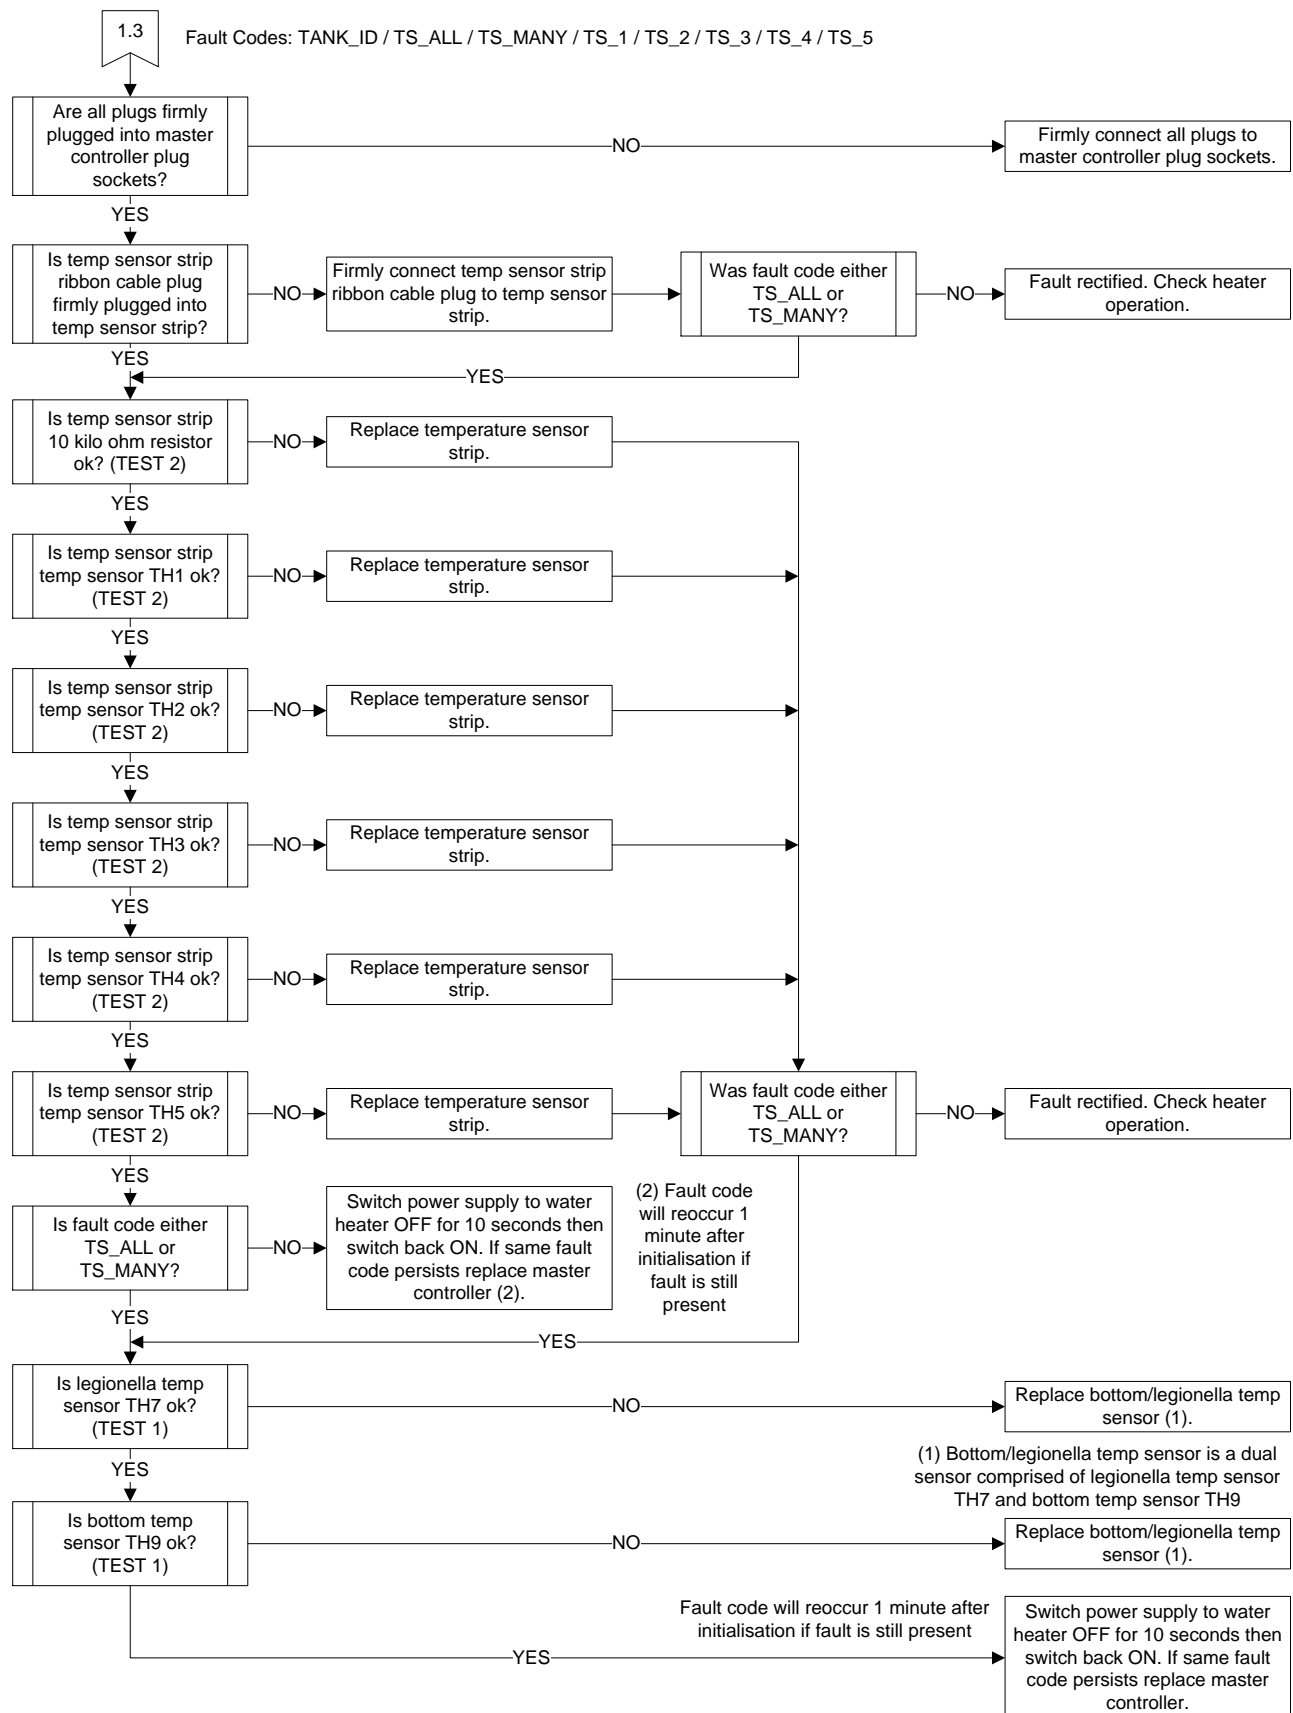 1.3
Fault Codes: TANK_ID / TS_ALL / TS_MANY / TS_1 / TS_2 / TS_3 / TS_4 / TS_5
Are all plugs firmly
plugged into master
controller plug
sockets?
NO
Firmly connect all plugs to
master controller plug sockets.
YES
Is temp sensor strip
ribbon cable plug
firmly plugged into
temp sensor strip?
NO
Firmly connect temp sensor strip
ribbon cable plug to temp sensor
strip.
Was fault code either
TS_ALL or
TS_MANY?
NO
Fault rectified. Check heater
operation.
YES
YES
Is temp sensor strip
10 kilo ohm resistor
ok? (TEST 2)
NO
Replace temperature sensor
strip.
YES
Is temp sensor strip
temp sensor TH1 ok?
(TEST 2)
NO
Replace temperature sensor
strip.
YES
Is temp sensor strip
temp sensor TH2 ok?
(TEST 2)
NO
Replace temperature sensor
strip.
YES
Is temp sensor strip
temp sensor TH3 ok?
(TEST 2)
NO
Replace temperature sensor
strip.
YES
Is temp sensor strip
temp sensor TH4 ok?
(TEST 2)
NO
Replace temperature sensor
strip.
YES
Is temp sensor strip
temp sensor TH5 ok?
(TEST 2)
NO
Replace temperature sensor
strip.
Was fault code either
TS_ALL or
TS_MANY?
NO
Fault rectified. Check heater
operation.
YES
Is fault code either
TS_ALL or
TS_MANY?
NO
Switch power supply to water
heater OFF for 10 seconds then
switch back ON. If same fault
code persists replace master
controller (2).
(2) Fault code
will reoccur 1
minute after
initialisation if
fault is still
present
YES
YES
Is legionella temp
sensor TH7 ok?
(TEST 1)
NO
Replace bottom/legionella temp
sensor (1).
(1) Bottom/legionella temp sensor is a dual
sensor comprised of legionella temp sensor
TH7 and bottom temp sensor TH9
YES
Is bottom temp
sensor TH9 ok?
(TEST 1)
NO
Replace bottom/legionella temp
sensor (1).
Fault code will reoccur 1 minute after
initialisation if fault is still present
YES
Switch power supply to water
heater OFF for 10 seconds then
switch back ON. If same fault
code persists replace master
controller.